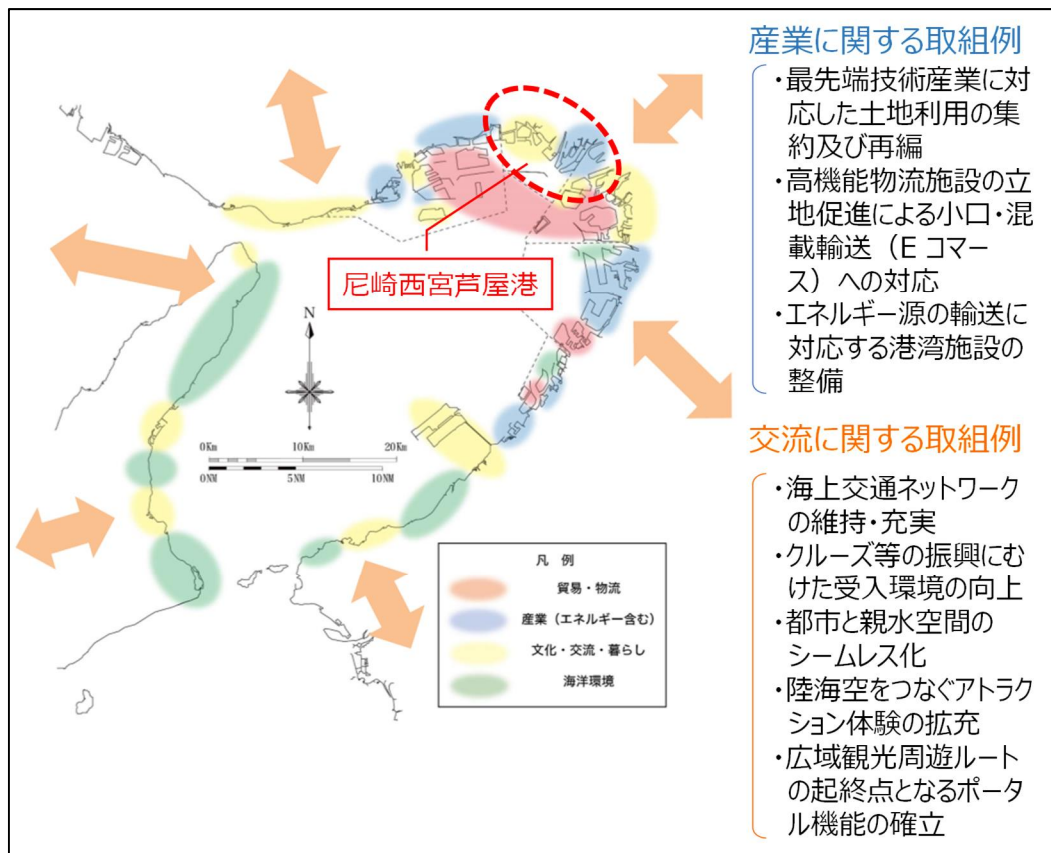 産業に関する取組例
・最先端技術産業に対
応した土地利用の集
約及び再編
・高機能物流施設の立
地促進による小口・混
載輸送（E コマー
ス）への対応
・エネルギー源の輸送に
対応する港湾施設の
整備
交流に関する取組例
・海上交通ネットワーク
の維持・充実
・クルーズ等の振興にむ
けた受入環境の向上
・都市と親水空間の
シームレス化
・陸海空をつなぐアトラク
ション体験の拡充
・広域観光周遊ルート
の起終点となるポータ
ル機能の確立
尼崎西宮芦屋港
N
0Km 10Km 20Km
0NM 5NM 10NM
凡 例
貿易・物流
産業（エネルギー含む）
文化・交流・暮らし
海洋環境